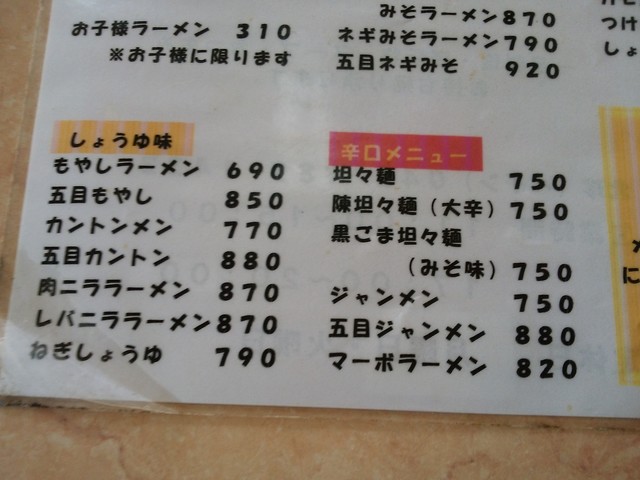 お子様ラーメン 310
※お子様に限ります
みそラーメン 870
ネギみそラーメン 790
五目ネギみそ 920
しょうゆ味
もやしラーメン 690
五目もやし 850
カントンメン 770
五目カントン 880
肉ニララーメン 870
レバニララーメン 870
ねぎしょうゆ 790
辛口メニュー
坦々麺 750
陳坦々麺(大辛) 750
黒ごま坦々麺
(みそ味) 750
ジャンメン 750
五目ジャンメン 880
マーボラーメン 820
つけ
しょ
に